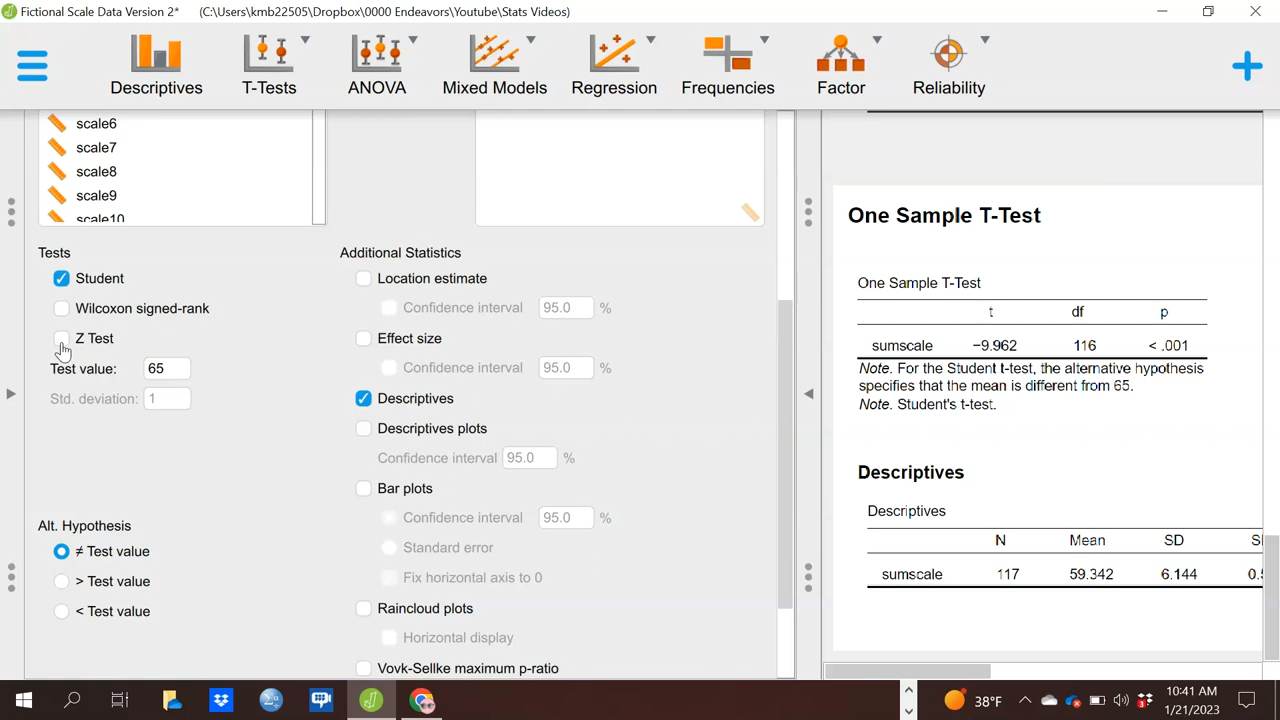 Fictional Scale Data Version 2* (C:\Users\kmb22505\Dropbox\0000 Endeavors\Youtube\Stats Videos)
Descriptives T-Tests ANOVA Mixed Models Regression Frequencies Factor Reliability
scale6
scale7
scale8
scale9
scale10
Tests
Student
Wilcoxon signed-rank
Z Test
Test value: 65
Std. deviation: 1
Alt. Hypothesis
≠ Test value
> Test value
< Test value
Additional Statistics
Location estimate
Confidence interval 95.0 %
Effect size
Confidence interval 95.0 %
Descriptives
Descriptives plots
Confidence interval 95.0 %
Bar plots
Confidence interval 95.0 %
Standard error
Fix horizontal axis to 0
Raincloud plots
Horizontal display
Vovk-Sellke maximum p-ratio
One Sample T-Test
One Sample T-Test
t df p
sumscale −9.962 116 < .001
Note. For the Student t-test, the alternative hypothesis
specifies that the mean is different from 65.
Note. Student's t-test.
Descriptives
Descriptives
N Mean SD
sumscale 117 59.342 6.144
38°F
10:41 AM
1/21/2023